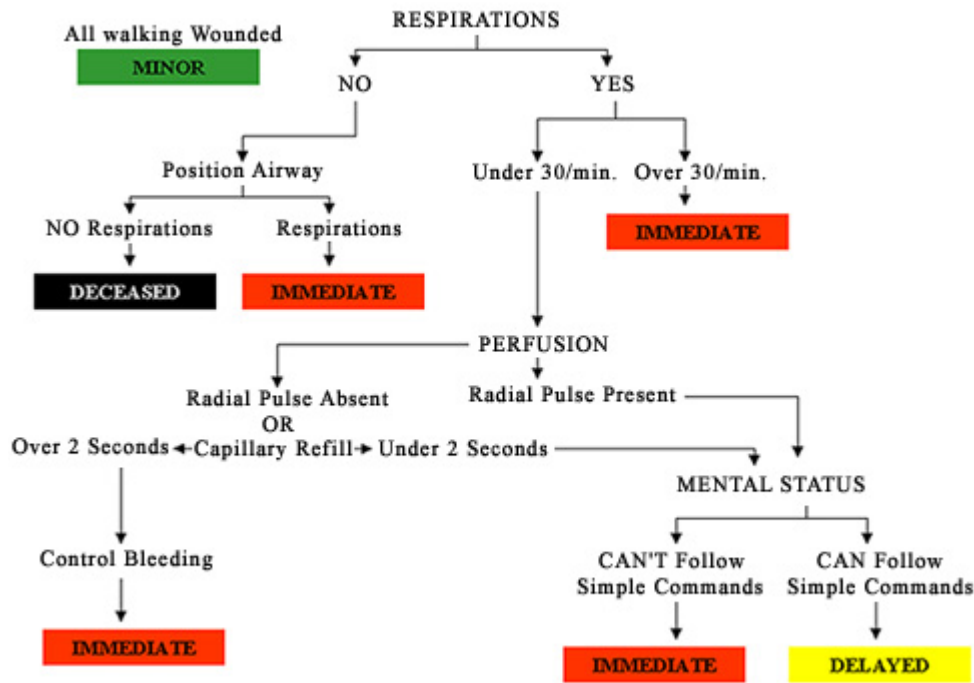 RESPIRATIONS
All walking Wounded
MINOR
NO
YES
Position Airway
Under 30/min.
Over 30/min.
NO Respirations
Respirations
IMMEDIATE
DECEASED
IMMEDIATE
PERFUSION
Radial Pulse Absent
Radial Pulse Present
OR
Over 2 Seconds
Capillary Refill
Under 2 Seconds
MENTAL STATUS
Control Bleeding
CAN'T Follow
Simple Commands
CAN Follow
Simple Commands
IMMEDIATE
IMMEDIATE
DELAYED